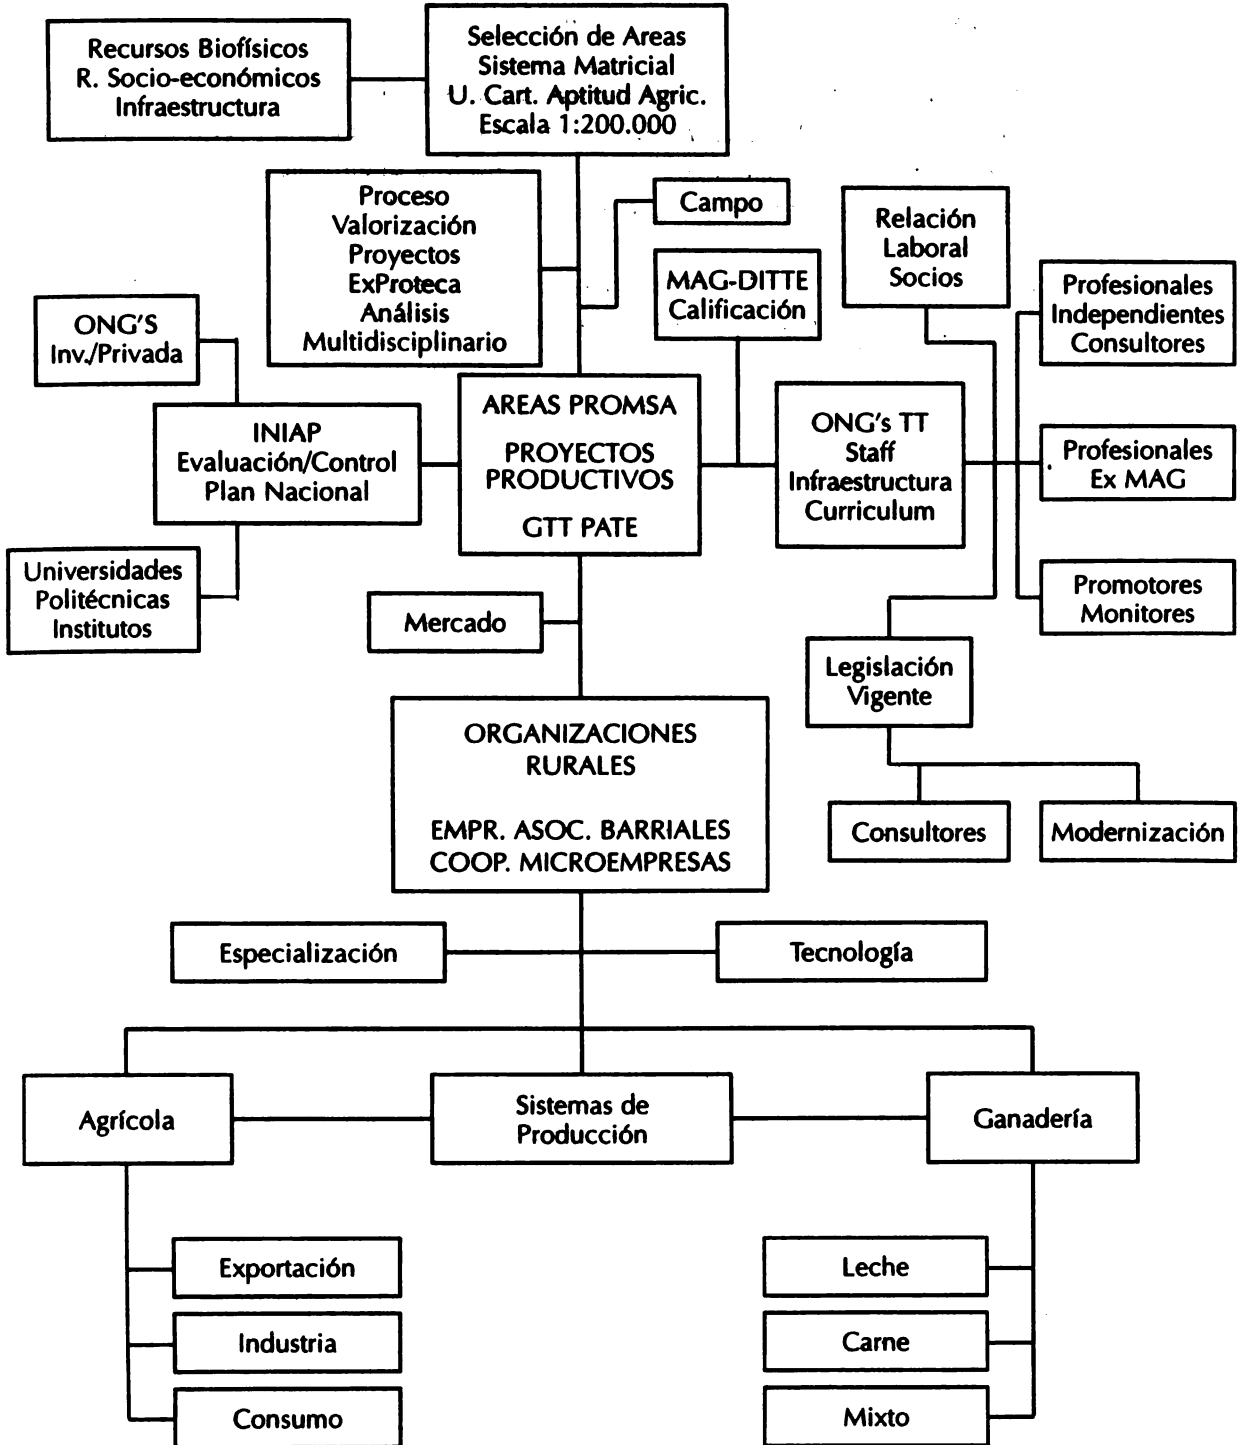 Recursos Biofísicos
R. Socio-económicos
Infraestructura
Selección de Areas
Sistema Matricial
U. Cart. Aptitud Agric.
Escala 1:200.000
Proceso
Valorización
Proyectos
ExProteca
Análisis
Multidisciplinario
Campo
MAG-DITTE
Calificación
Relación
Laboral
Socios
Profesionales
Independientes
Consultores
ONG'S
Inv./Privada
INIAP
Evaluación/Control
Plan Nacional
AREAS PROMSA
PROYECTOS
PRODUCTIVOS
GTT PATE
ONG's TT
Staff
Infraestructura
Curriculum
Profesionales
Ex MAG
Universidades
Politécnicas
Institutos
Mercado
Promotores
Monitores
Legislación
Vigente
ORGANIZACIONES
RURALES
EMPR. ASOC. BARRIALES
COOP. MICROEMPRESAS
Consultores
Modernización
Especialización
Tecnología
Agrícola
Sistemas de
Producción
Ganadería
Exportación
Industria
Consumo
Leche
Carne
Mixto